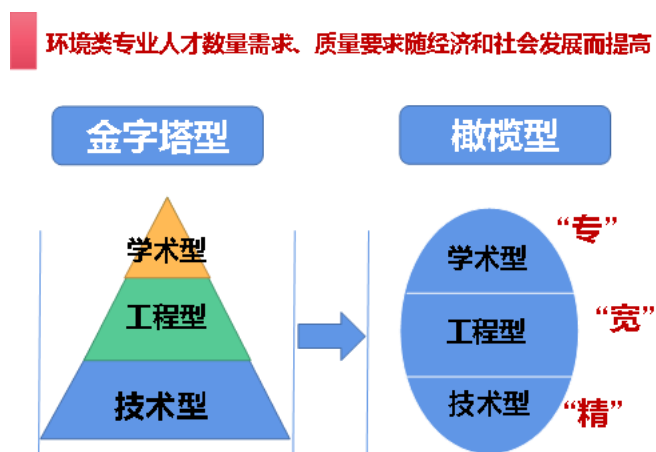 环境类专业人才数量需求、质量要求随经济和社会发展而提高
金字塔型
橄榄型
学术型
工程型
技术型
学术型
“专”
工程型
“宽”
技术型
“精”